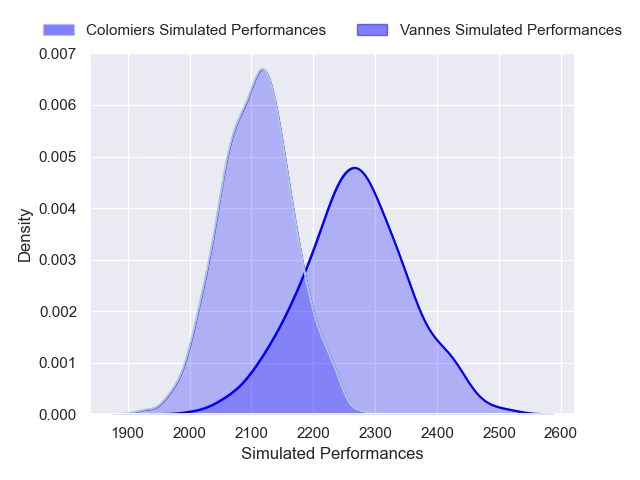 Colomiers Simulated Performances Vannes Simulated Performances
0.007
0.006
0.005
0.004
0.003
0.002
0.001
0.000
Density
1900 2000 2100 2200 2300 2400 2500 2600
Simulated Performances